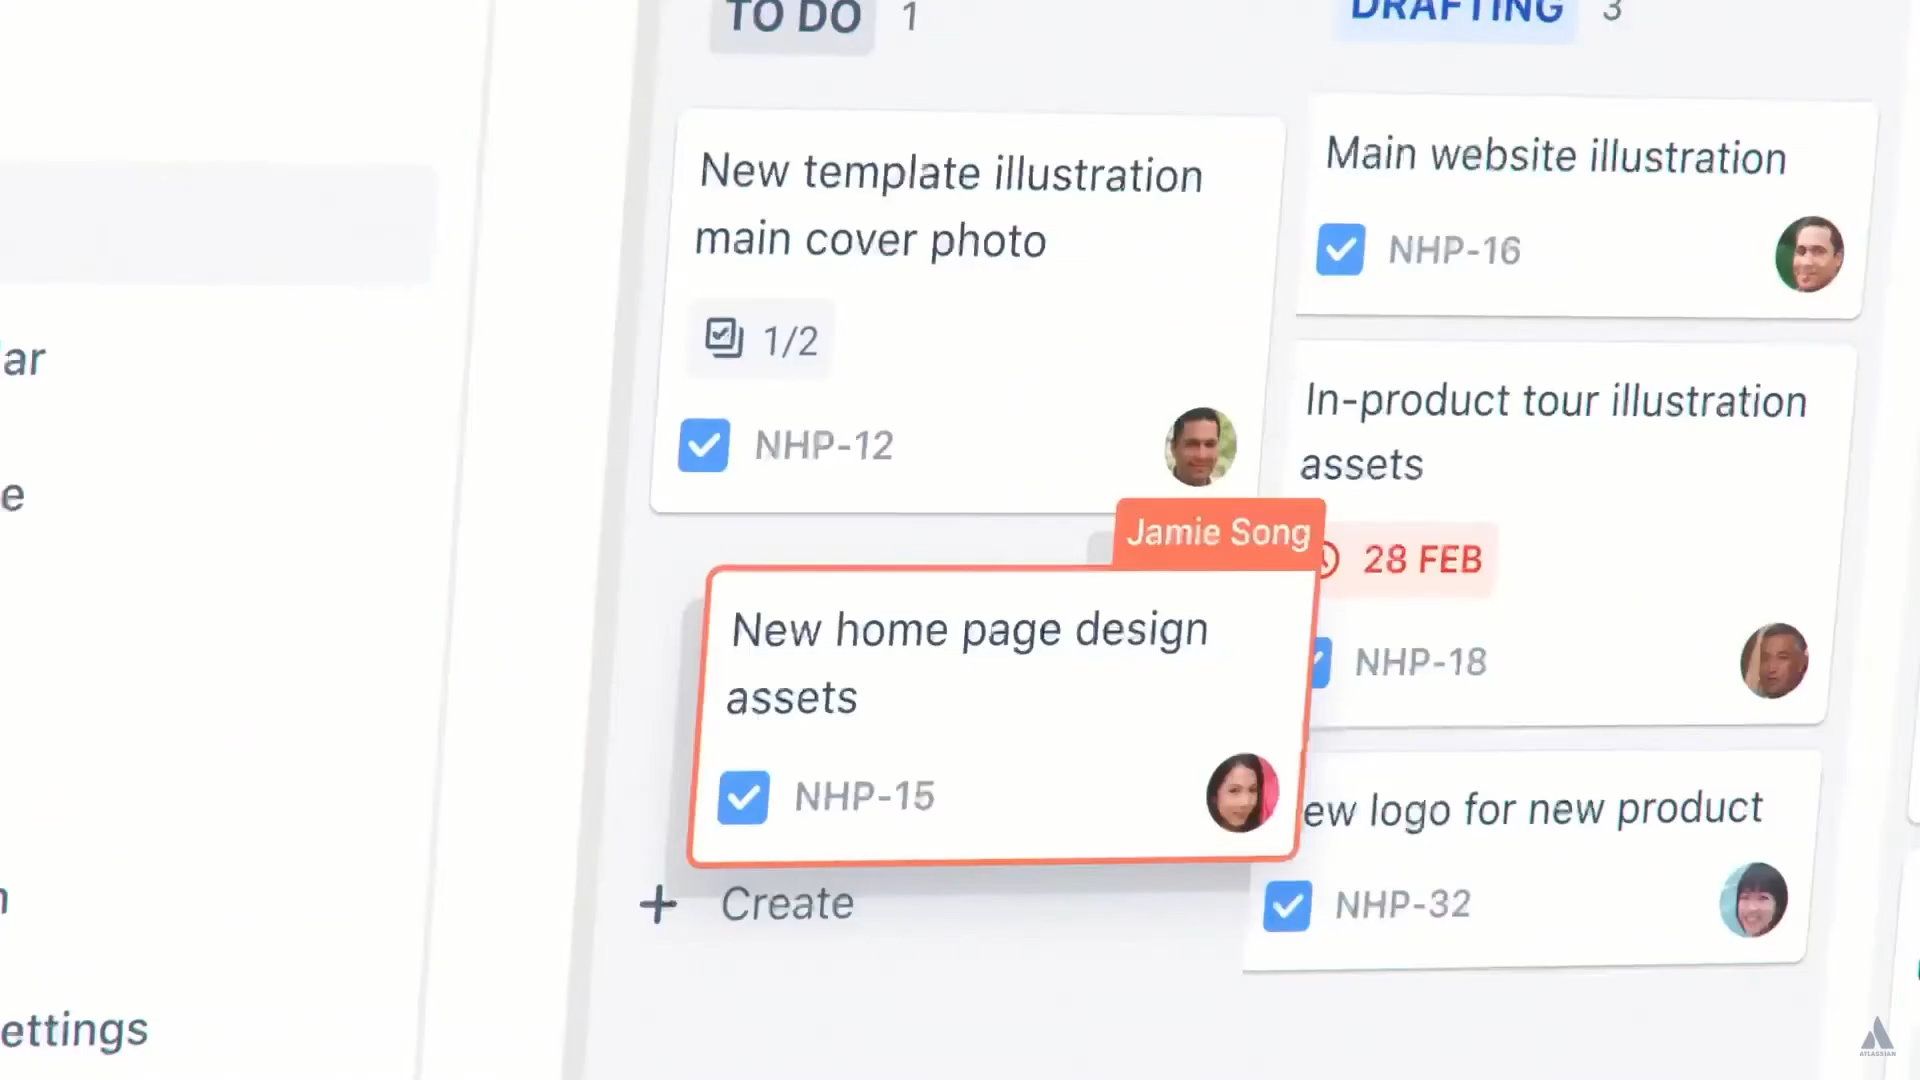 TO DO 1
New template illustration
main cover photo
1/2
NHP-12
Jamie Song
New home page design
assets
NHP-15
+ Create
DRAFTING 3
Main website illustration
NHP-16
In-product tour illustration
assets
28 FEB
NHP-18
ew logo for new product
NHP-32
ar
e
ettings
ATLASSIAN